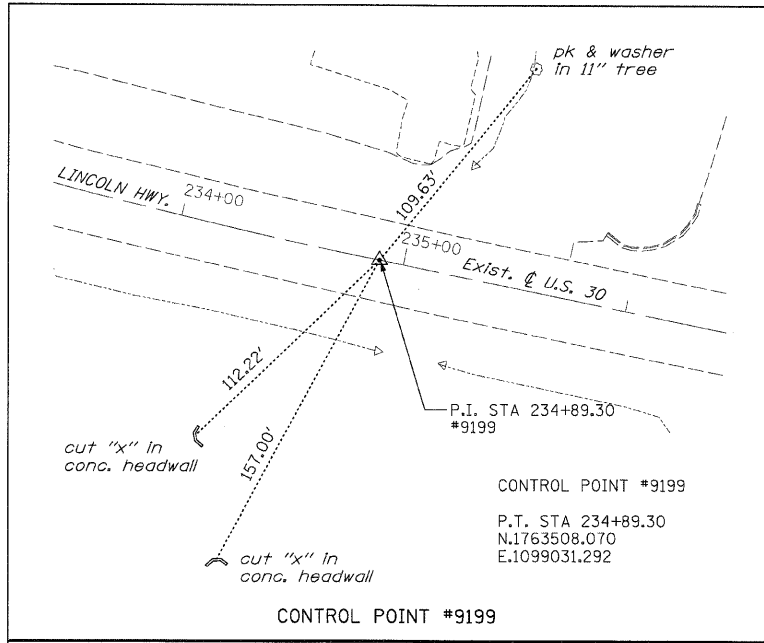 pk & washer
in 11" tree
109.63'
LINCOLN HWY.
234+00
235+00
Exist. ℄ U.S. 30
112.22'
157.00'
P.I. STA 234+89.30
#9199
cut "x" in
conc. headwall
CONTROL POINT #9199
P.T. STA 234+89.30
N.1763508.070
E.1099031.292
cut "x" in
conc. headwall
CONTROL POINT #9199